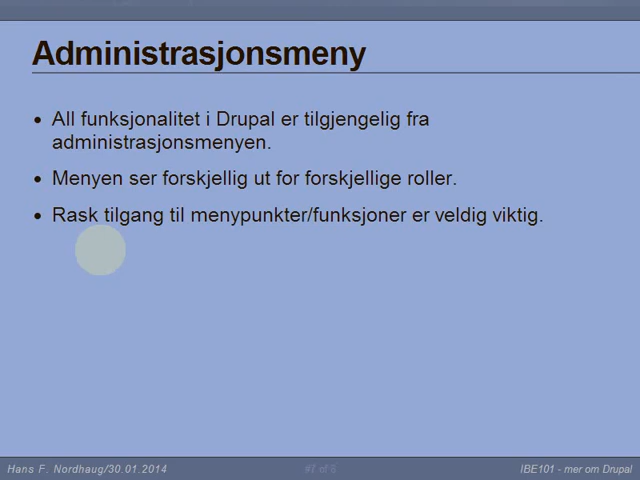 Administrasjonsmeny
• All funksjonalitet i Drupal er tilgjengelig fra
administrasjonsmenyen.
• Menyen ser forskjellig ut for forskjellige roller.
• Rask tilgang til menypunkter/funksjoner er veldig viktig.
Hans F. Nordhaug/30.01.2014
IBE101 - mer om Drupal